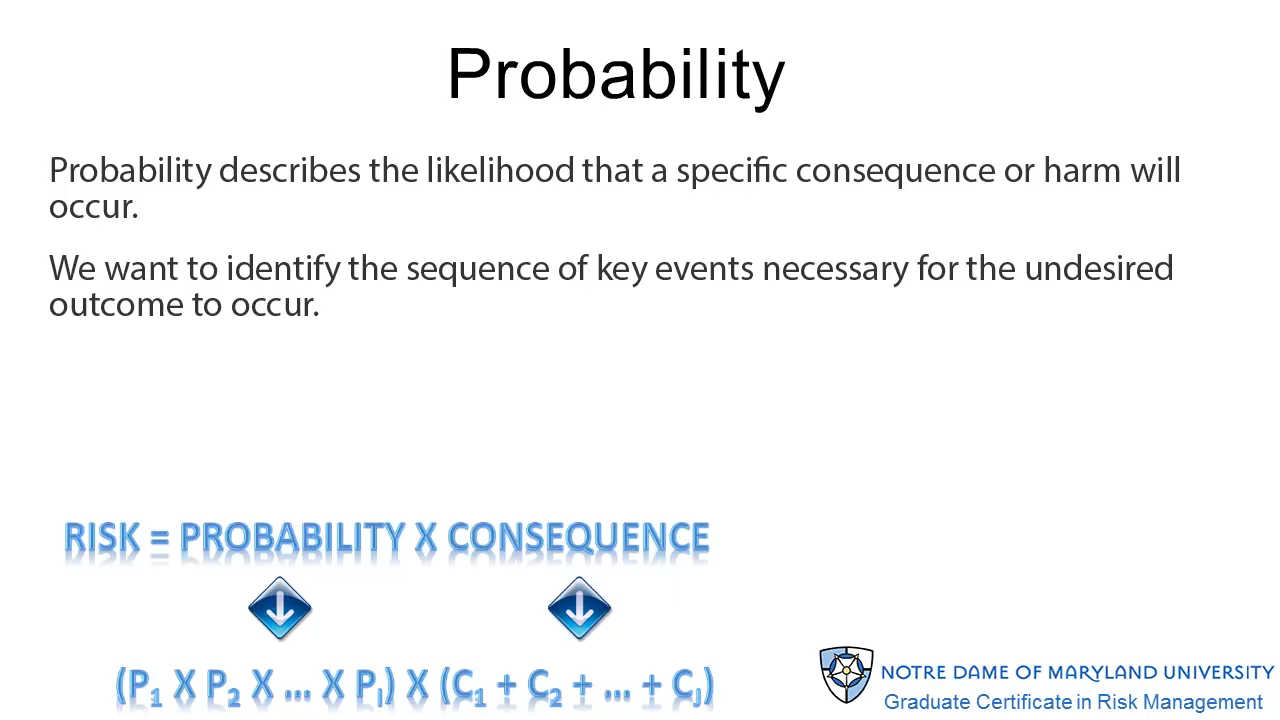 Probability
Probability describes the likelihood that a specific consequence or harm will
occur.
We want to identify the sequence of key events necessary for the undesired
outcome to occur.
RISK = PROBABILITY X CONSEQUENCE
(P₁ X P₂ X ... X Pᵢ) X (C₁ + C₂ + ... + Cⱼ)
NOTRE DAME OF MARYLAND UNIVERSITY
Graduate Certificate in Risk Management